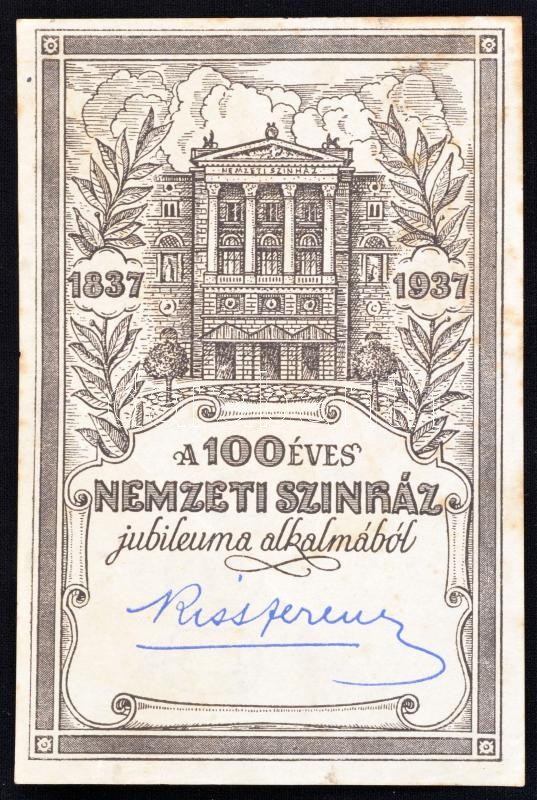 NEMZETI SZINHÁZ
1837 1937
A 100 ÉVES
NEMZETI SZINHÁZ
jubileuma alkalmából
Kiss Ferenc